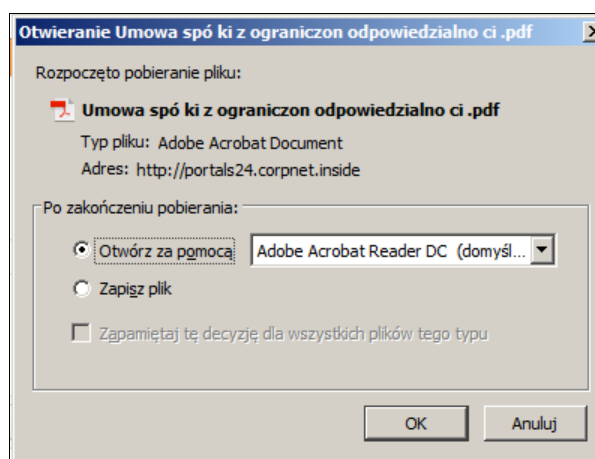 Otwieranie Umowa spó ki z ograniczon odpowiedzialno ci .pdf
Rozpoczęto pobieranie pliku:
Umowa spó ki z ograniczon odpowiedzialno ci .pdf
Typ pliku: Adobe Acrobat Document
Adres: http://portals24.corpnet.inside
Po zakończeniu pobierania:
Otwórz za pomocą Adobe Acrobat Reader DC (domyśl...
Zapisz plik
Zapamiętaj tę decyzję dla wszystkich plików tego typu
OK Anuluj